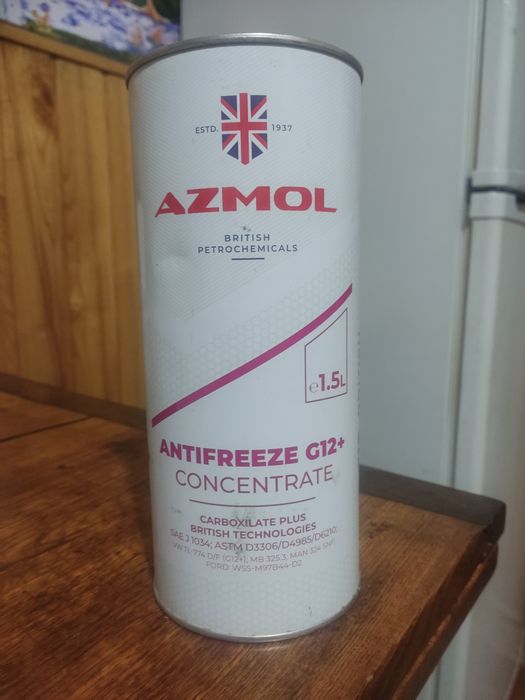 ESTD. 1937
AZMOL
BRITISH
PETROCHEMICALS
e1.5L
ANTIFREEZE G12+
CONCENTRATE
CARBOXILATE PLUS
BRITISH TECHNOLOGIES
SAE J 1034; ASTM D3306/D4985/D6210;
VW TL-774 D/F (G12+); MB 325.3; MAN 324 SNF;
FORD: WSS-M97B44-D2